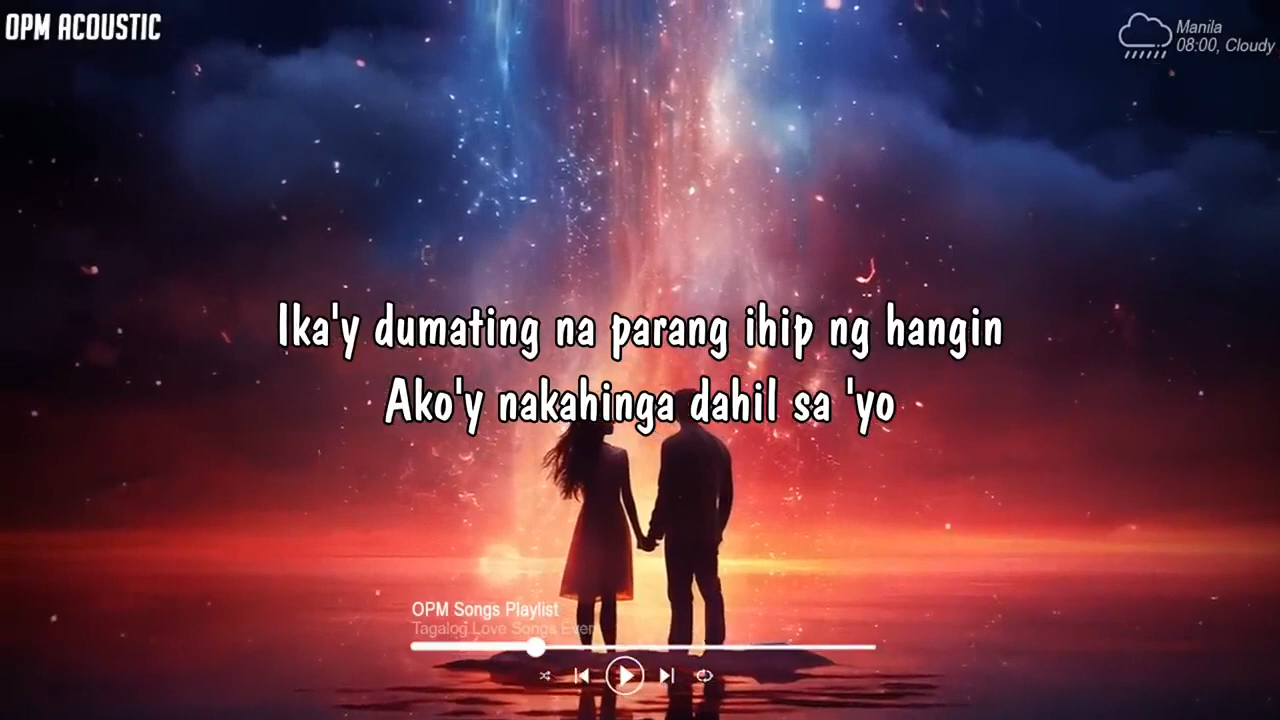 OPM ACOUSTIC
Manila
08:00, Cloudy
Ika'y dumating na parang ihip ng hangin
Ako'y nakahinga dahil sa 'yo
OPM Songs Playlist
Tagalog Love Songs Ever